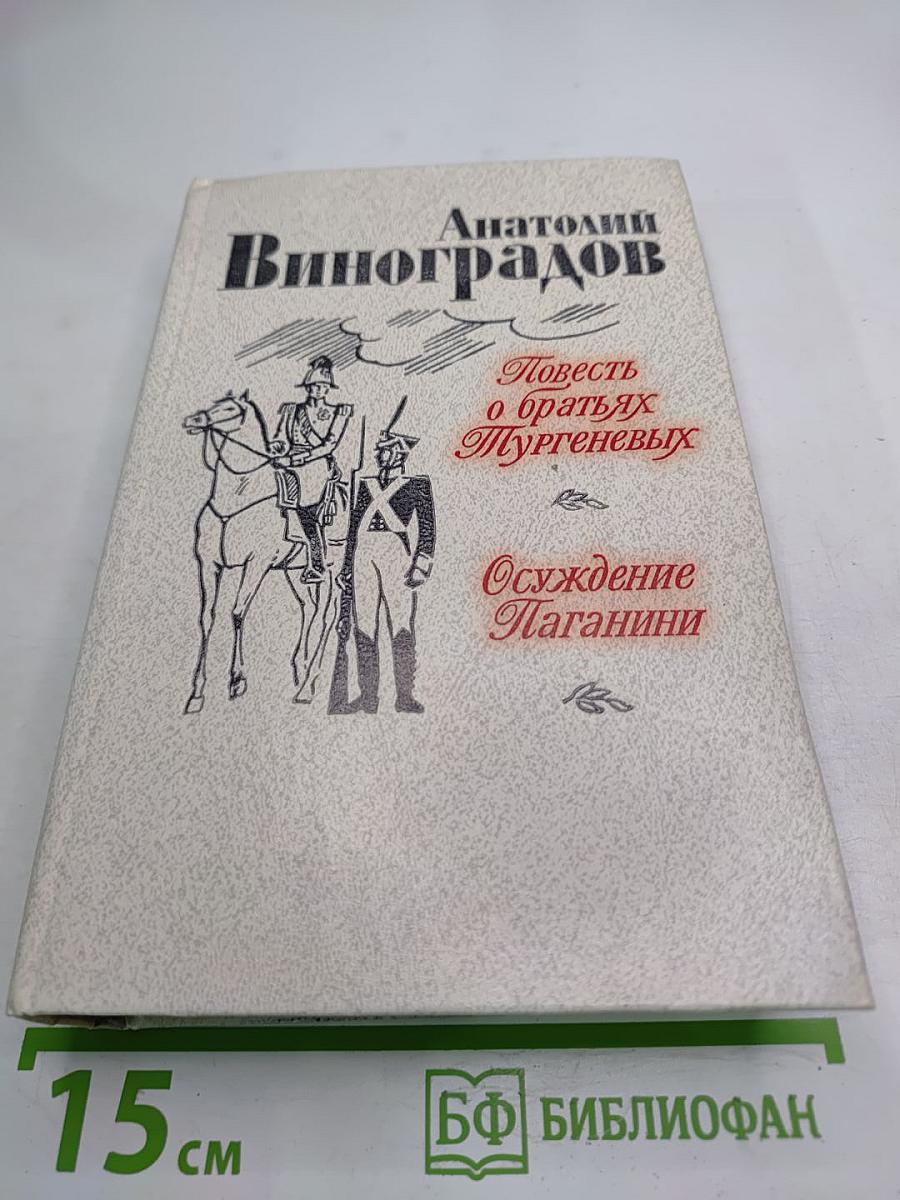 Анатолий
Виноградов
Повесть
о братьях
Тургеневых
Осуждение
Паганини
15 см
БФ БИБЛИОФАН